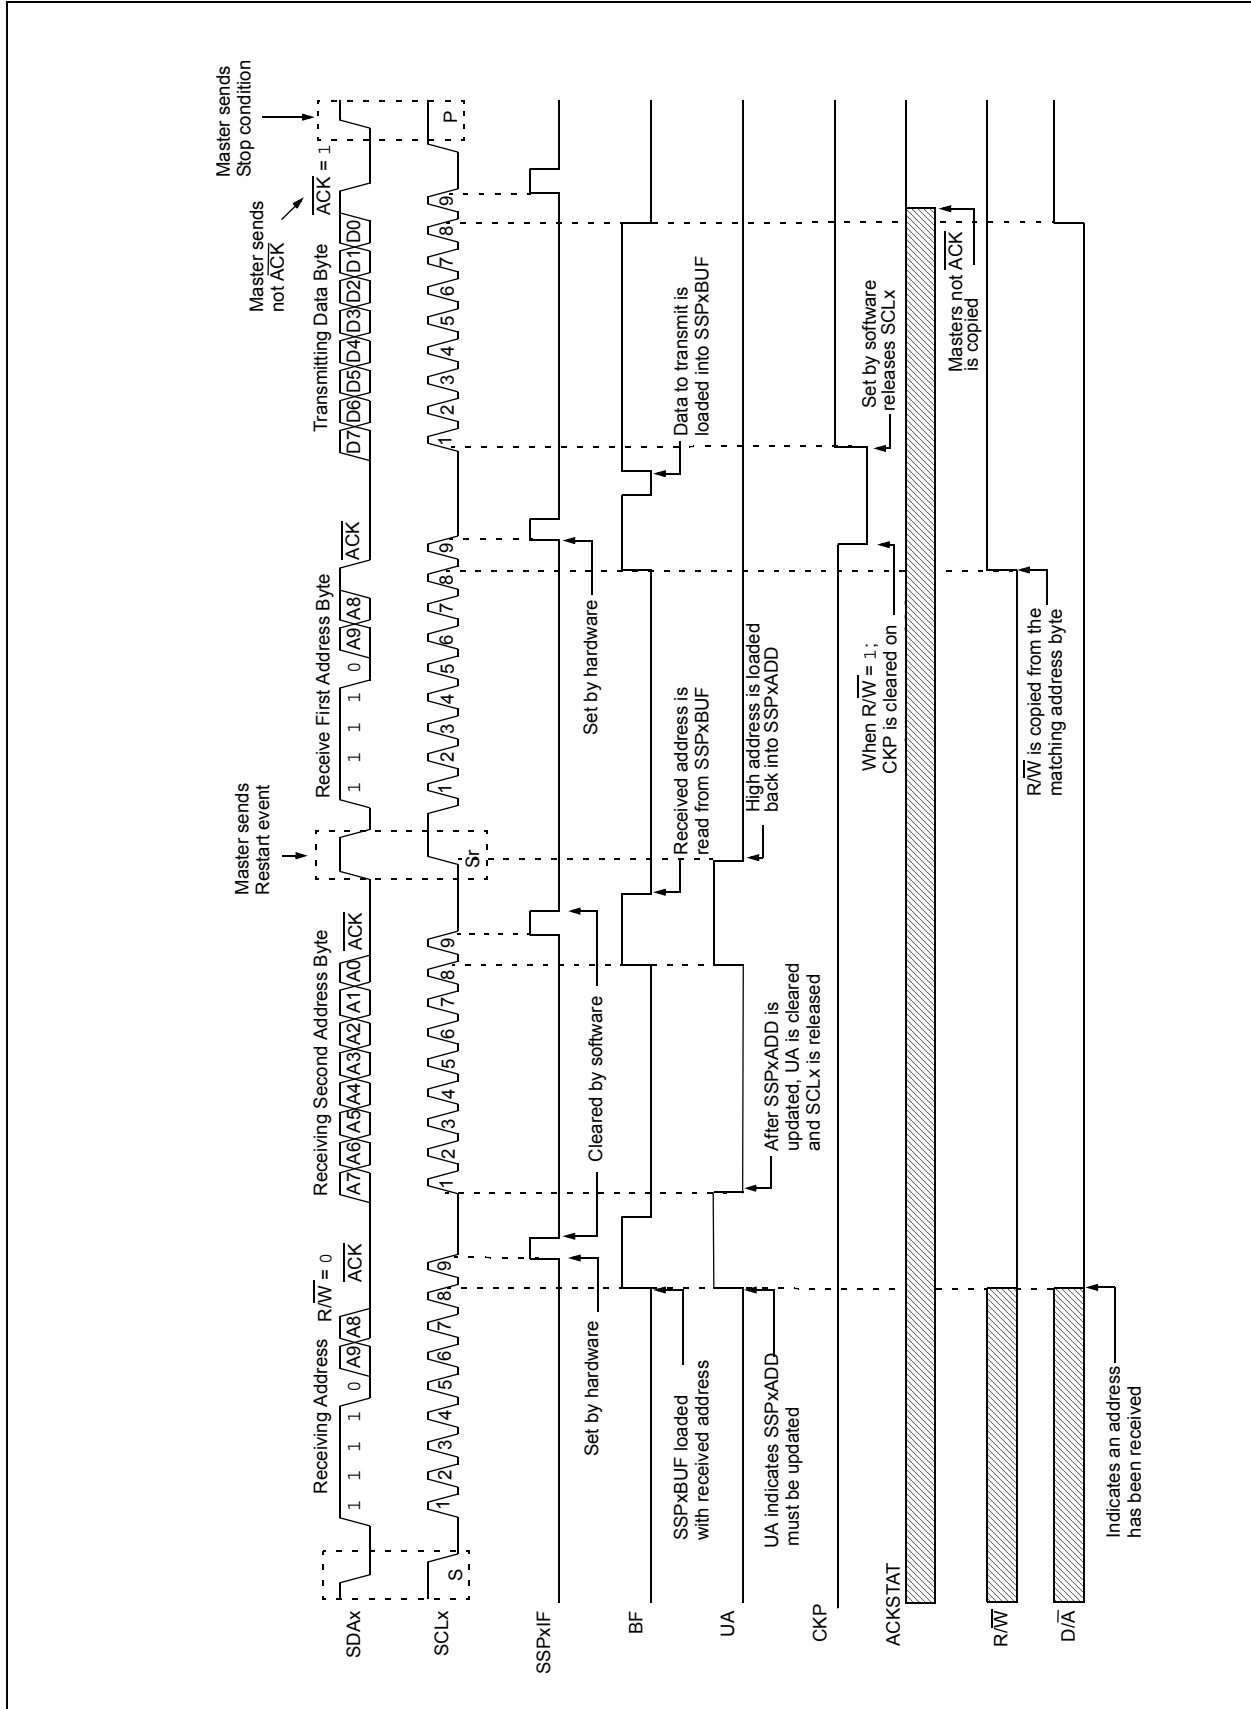 Master sends
Stop condition
Master sends
not ACK
Master sends
Restart event
Receiving Address R/W = 0 ACK
Receiving Second Address Byte ACK
Receive First Address Byte ACK
Transmitting Data Byte ACK = 1
SDAx
1 1 1 1 0 A9 A8
A7 A6 A5 A4 A3 A2 A1 A0
1 1 1 1 0 A9 A8
D7 D6 D5 D4 D3 D2 D1 D0
SCLx
S 1 2 3 4 5 6 7 8 9
1 2 3 4 5 6 7 8 9
Sr 1 2 3 4 5 6 7 8 9
1 2 3 4 5 6 7 8 9 P
SSPxIF
Set by hardware
Cleared by software
Set by hardware
BF
SSPxBUF loaded
with received address
Received address is
read from SSPxBUF
Data to transmit is
loaded into SSPxBUF
UA
UA indicates SSPxADD
must be updated
After SSPxADD is
updated, UA is cleared
and SCLx is released
High address is loaded
back into SSPxADD
CKP
When R/W = 1;
CKP is cleared on
Set by software
releases SCLx
ACKSTAT
Masters not ACK
is copied
R/W
R/W is copied from the
matching address byte
D/A
Indicates an address
has been received